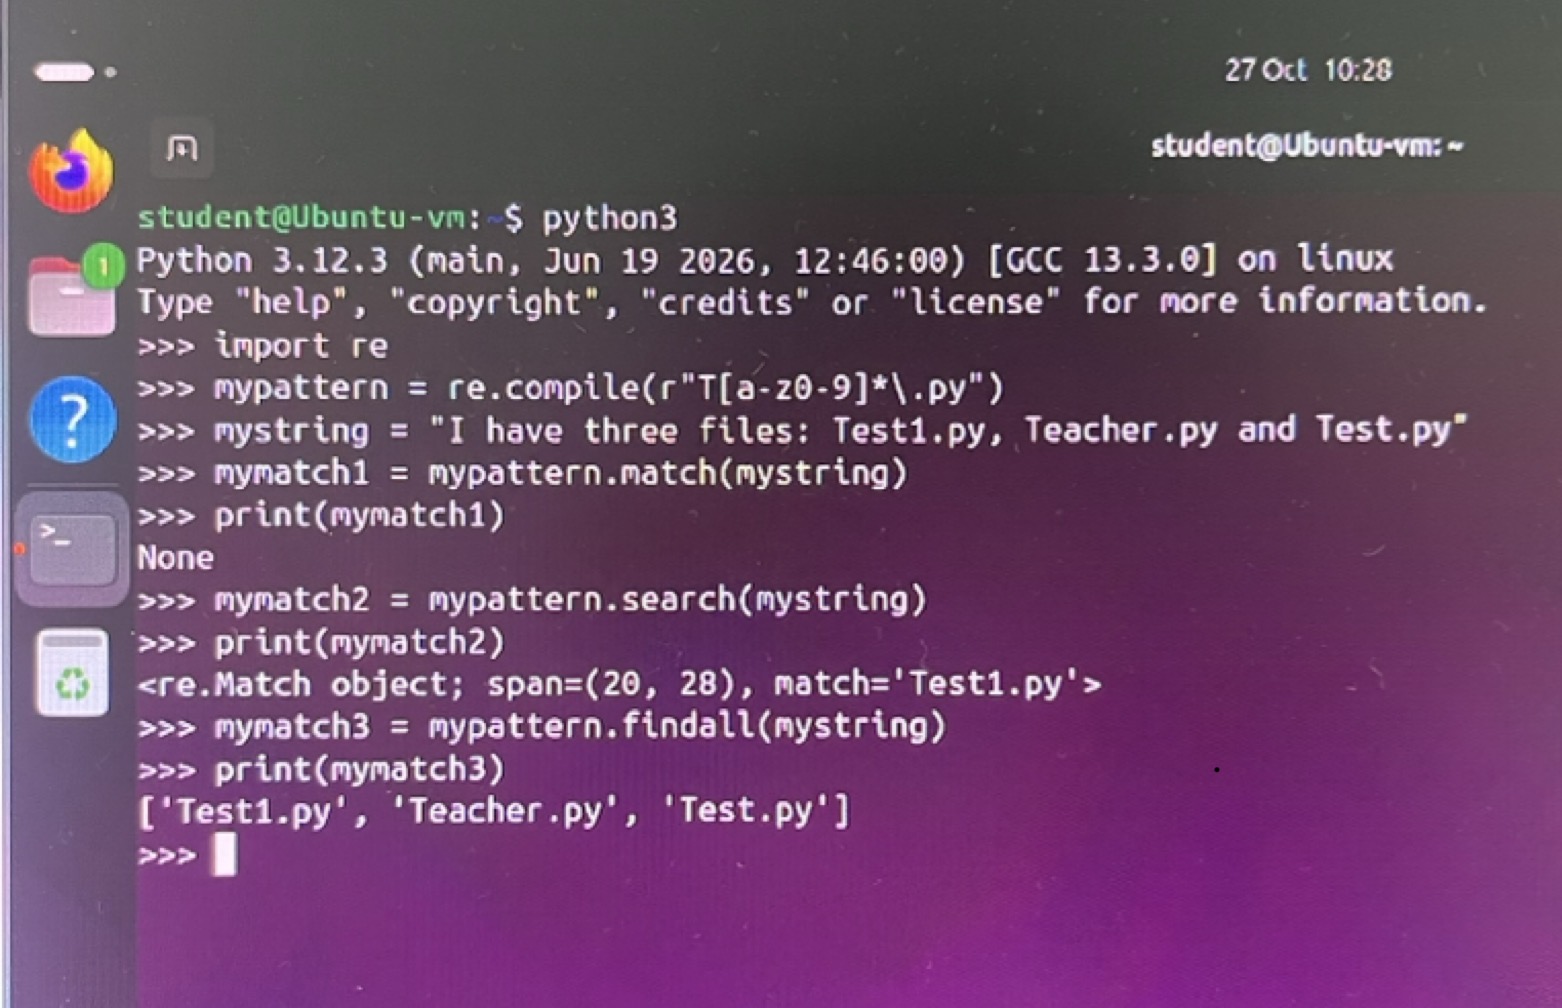 27 Oct 10:28
student@Ubuntu-vm: ~
student@Ubuntu-vm:~$ python3
Python 3.12.3 (main, Jun 19 2026, 12:46:00) [GCC 13.3.0] on linux
Type "help", "copyright", "credits" or "license" for more information.
>>> import re
>>> mypattern = re.compile(r"T[a-z0-9]*\.py")
>>> mystring = "I have three files: Test1.py, Teacher.py and Test.py"
>>> mymatch1 = mypattern.match(mystring)
>>> print(mymatch1)
None
>>> mymatch2 = mypattern.search(mystring)
>>> print(mymatch2)
<re.Match object; span=(20, 28), match='Test1.py'>
>>> mymatch3 = mypattern.findall(mystring)
>>> print(mymatch3)
['Test1.py', 'Teacher.py', 'Test.py']
>>>
1
?
>_